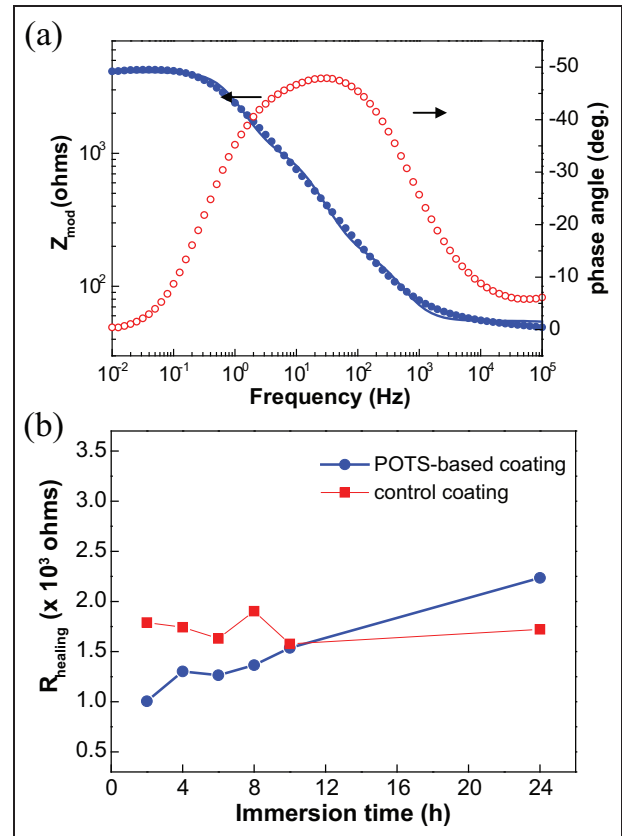 (a)
Z_mod (ohms)
10³
10²
-50
-40
-30
-20
-10
0
phase angle (deg.)
10⁻² 10⁻¹ 10⁰ 10¹ 10² 10³ 10⁴ 10⁵
Frequency (Hz)
(b)
R_healing (x 10³ ohms)
3.5
3.0
2.5
2.0
1.5
1.0
0.5
POTS-based coating
control coating
0 4 8 12 16 20 24
Immersion time (h)